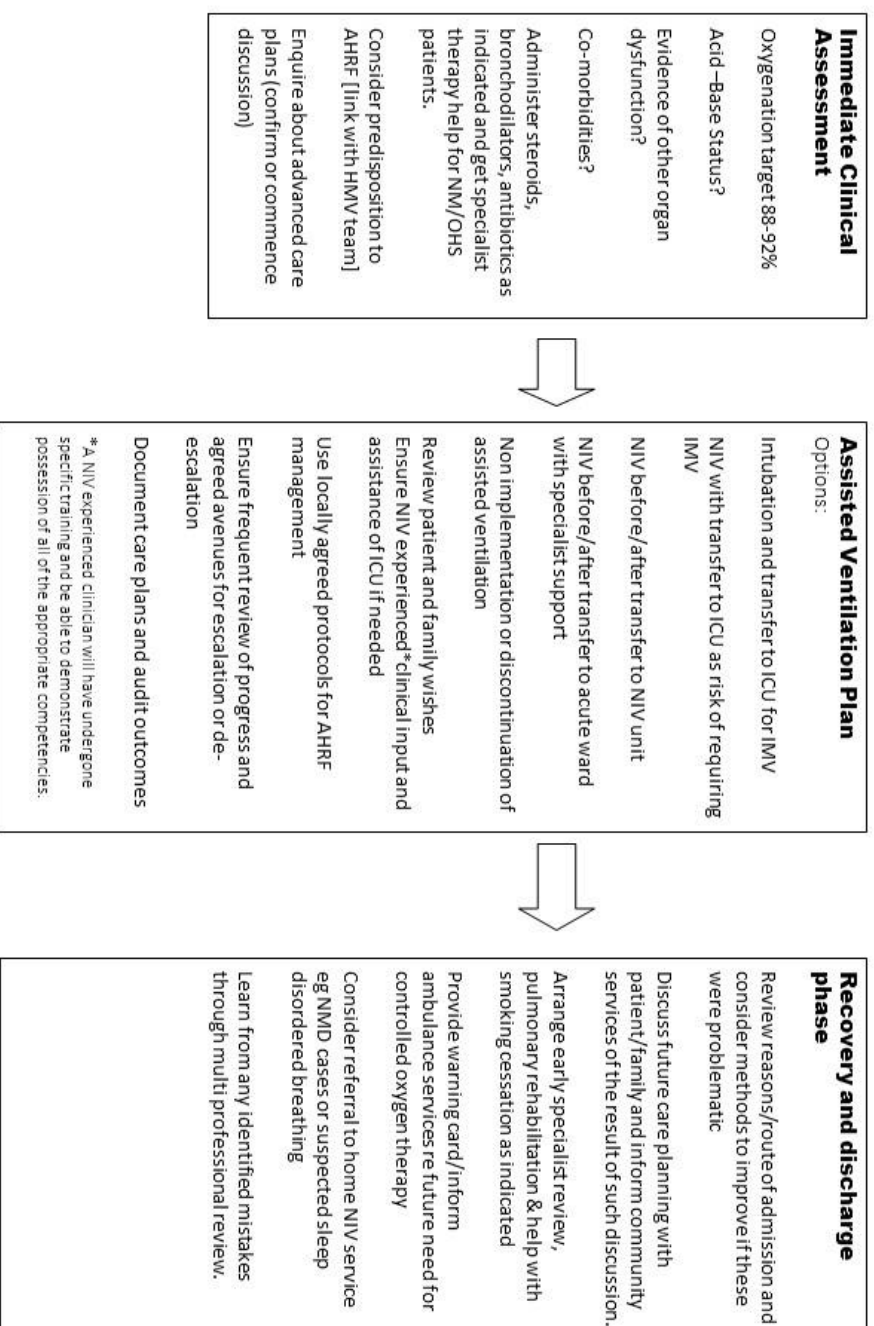 Immediate Clinical
Assessment
Oxygenation target 88-92%
Acid–Base Status?
Evidence of other organ
dysfunction?
Co-morbidities?
Administer steroids,
bronchodilators, antibiotics as
indicated and get specialist
therapy help for NM/OHS
patients.
Consider predisposition to
AHRF [link with HMV team]
Enquire about advanced care
plans (confirm or commence
discussion)
Assisted Ventilation Plan
Options:
Intubation and transfer to ICU for IMV
NIV with transfer to ICU as risk of requiring
IMV
NIV before/after transfer to NIV unit
NIV before/after transfer to acute ward
with specialist support
Non implementation or discontinuation of
assisted ventilation
Review patient and family wishes
Ensure NIV experienced*clinical input and
assistance of ICU if needed
Use locally agreed protocols for AHRF
management
Ensure frequent review of progress and
agreed avenues for escalation or de-
escalation
Document care plans and audit outcomes
*A NIV experienced clinician will have undergone
specific training and be able to demonstrate
possession of all of the appropriate competencies.
Recovery and discharge
phase
Review reasons/route of admission and
consider methods to improve if these
were problematic
Discuss future care planning with
patient/family and inform community
services of the result of such discussion.
Arrange early specialist review,
pulmonary rehabilitation & help with
smoking cessation as indicated
Provide warning card/inform
ambulance services re future need for
controlled oxygen therapy
Consider referral to home NIV service
eg NMD cases or suspected sleep
disordered breathing
Learn from any identified mistakes
through multi professional review.